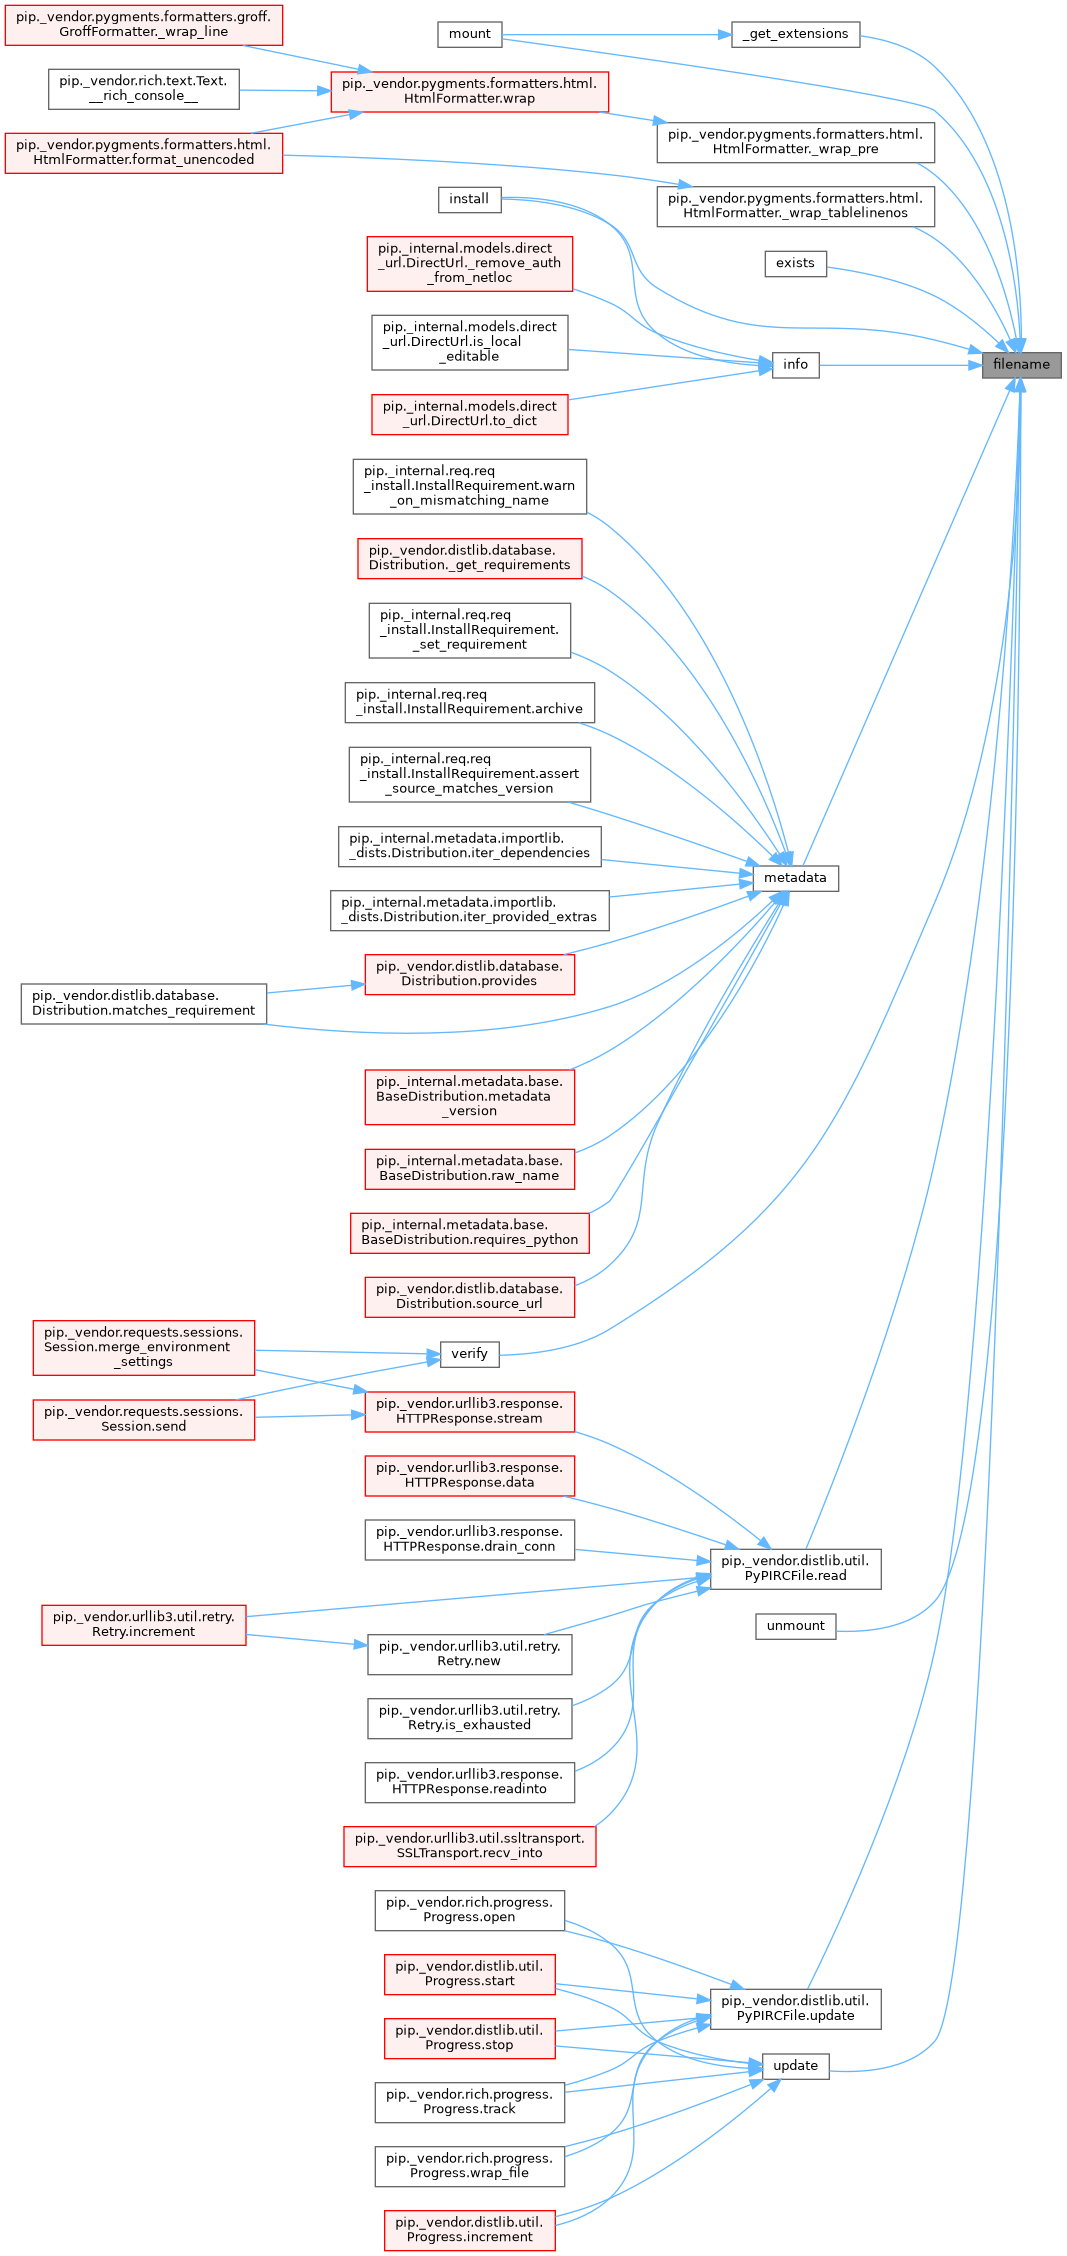 pip._vendor.pygments.formatters.groff.
GroffFormatter._wrap_line
mount
_get_extensions
pip._vendor.rich.text.Text.
__rich_console__
pip._vendor.pygments.formatters.html.
HtmlFormatter.wrap
pip._vendor.pygments.formatters.html.
HtmlFormatter.format_unencoded
pip._vendor.pygments.formatters.html.
HtmlFormatter._wrap_pre
install
pip._vendor.pygments.formatters.html.
HtmlFormatter._wrap_tablelinenos
pip._internal.models.direct
_url.DirectUrl._remove_auth
_from_netloc
exists
pip._internal.models.direct
_url.DirectUrl.is_local
_editable
info
filename
pip._internal.models.direct
_url.DirectUrl.to_dict
pip._internal.req.req
_install.InstallRequirement.warn
_on_mismatching_name
pip._vendor.distlib.database.
Distribution._get_requirements
pip._internal.req.req
_install.InstallRequirement.
_set_requirement
pip._internal.req.req
_install.InstallRequirement.archive
pip._internal.req.req
_install.InstallRequirement.assert
_source_matches_version
pip._internal.metadata.importlib.
_dists.Distribution.iter_dependencies
metadata
pip._internal.metadata.importlib.
_dists.Distribution.iter_provided_extras
pip._vendor.distlib.database.
Distribution.provides
pip._vendor.distlib.database.
Distribution.matches_requirement
pip._internal.metadata.base.
BaseDistribution.metadata
_version
pip._internal.metadata.base.
BaseDistribution.raw_name
pip._internal.metadata.base.
BaseDistribution.requires_python
pip._vendor.distlib.database.
Distribution.source_url
pip._vendor.requests.sessions.
Session.merge_environment
_settings
verify
pip._vendor.requests.sessions.
Session.send
pip._vendor.urllib3.response.
HTTPResponse.stream
pip._vendor.urllib3.response.
HTTPResponse.data
pip._vendor.urllib3.response.
HTTPResponse.drain_conn
pip._vendor.distlib.util.
PyPIRCFile.read
pip._vendor.urllib3.util.retry.
Retry.increment
unmount
pip._vendor.urllib3.util.retry.
Retry.new
pip._vendor.urllib3.util.retry.
Retry.is_exhausted
pip._vendor.urllib3.response.
HTTPResponse.readinto
pip._vendor.urllib3.util.ssltransport.
SSLTransport.recv_into
pip._vendor.rich.progress.
Progress.open
pip._vendor.distlib.util.
Progress.start
pip._vendor.distlib.util.
PyPIRCFile.update
pip._vendor.distlib.util.
Progress.stop
update
pip._vendor.rich.progress.
Progress.track
pip._vendor.rich.progress.
Progress.wrap_file
pip._vendor.distlib.util.
Progress.increment